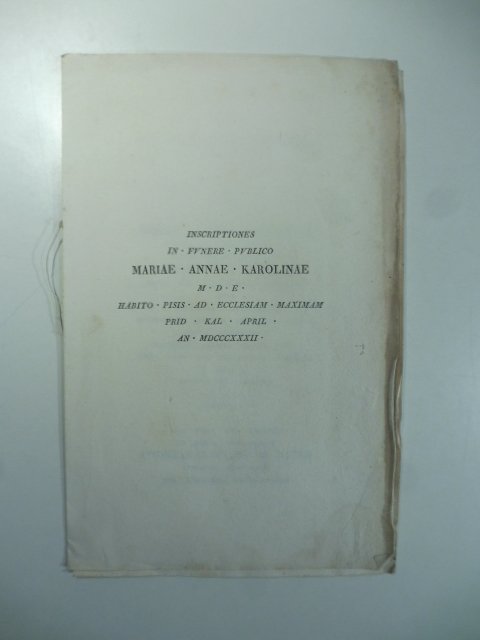 INSCRIPTIONES
IN · FVNERE · PVBLICO
MARIAE · ANNAE · KAROLINAE
M · D · E ·
HABITO · PISIS · AD · ECCLESIAM · MAXIMAM
PRID · KAL · APRIL ·
AN · MDCCCXXXII ·